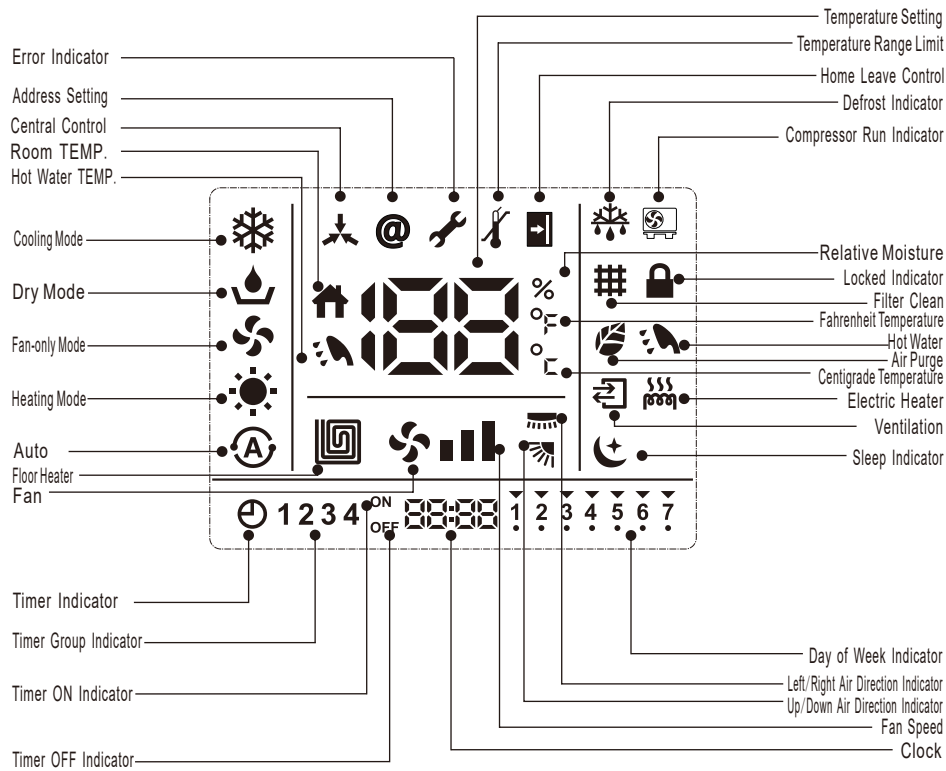 Temperature Setting
Temperature Range Limit
Error Indicator
Home Leave Control
Address Setting
Defrost Indicator
Central Control
Compressor Run Indicator
Room TEMP.
Hot Water TEMP.
@
Cooling Mode
Relative Moisture
Locked Indicator
%
Dry Mode
Filter Clean
188
°F
Fahrenheit Temperature
Fan-only Mode
Hot Water
Air Purge
°C
Centigrade Temperature
Heating Mode
Electric Heater
Ventilation
A
Auto
Sleep Indicator
Floor Heater
Fan
1 2 3 4 ON OFF 88:88 1 2 3 4 5 6 7
Timer Indicator
Timer Group Indicator
Day of Week Indicator
Left/Right Air Direction Indicator
Timer ON Indicator
Up/Down Air Direction Indicator
Fan Speed
Clock
Timer OFF Indicator